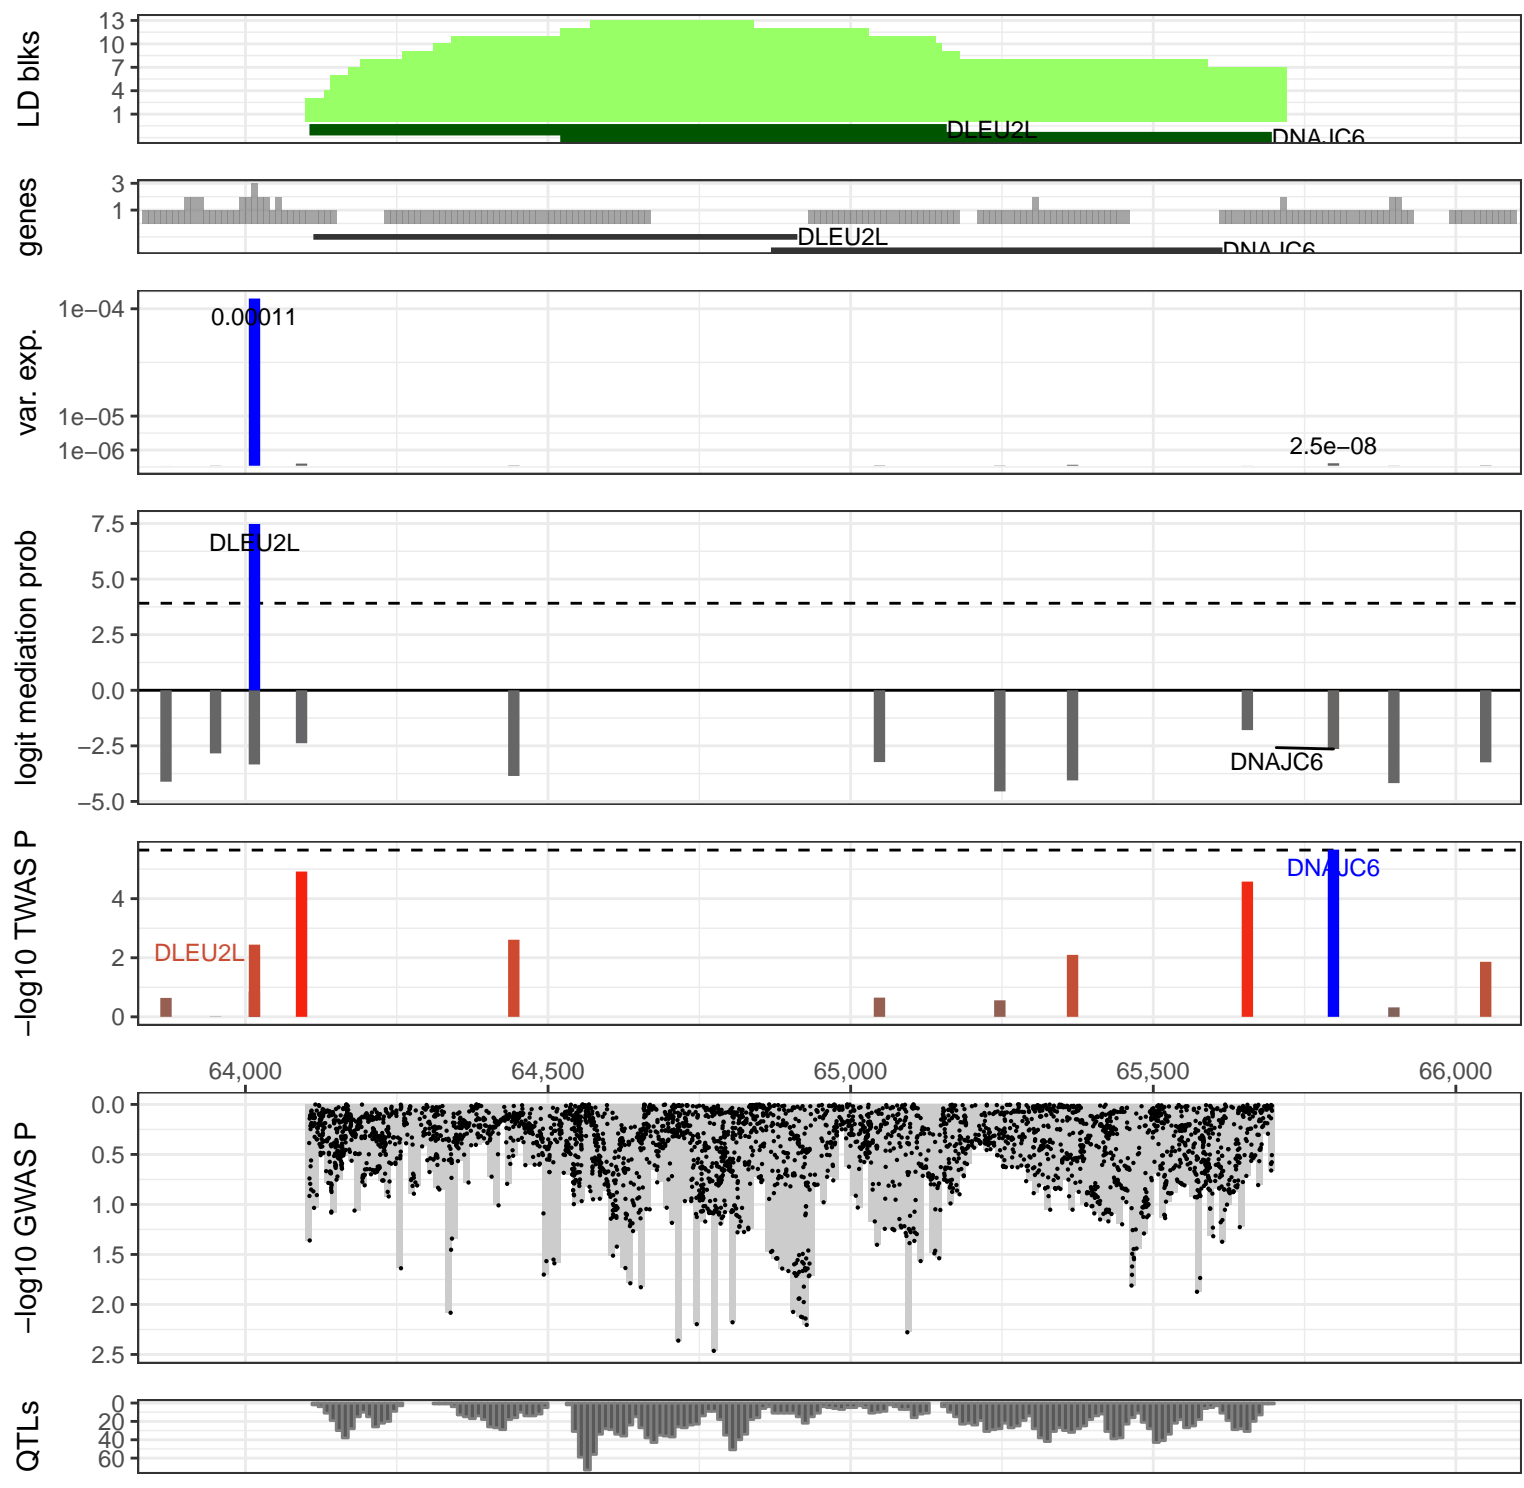 LD blks
13
10
7
4
1
DLEU2L
DNAJC6
genes
3
1
DLEU2L
DNAJC6
var. exp.
1e−04
1e−05
1e−06
0.00011
2.5e−08
logit mediation prob
7.5
5.0
2.5
0.0
−2.5
−5.0
DLEU2L
DNAJC6
−log10 TWAS P
4
2
0
DLEU2L
DNAJC6
64,000 64,500 65,000 65,500 66,000
−log10 GWAS P
0.0
0.5
1.0
1.5
2.0
2.5
QTLs
0
20
40
60